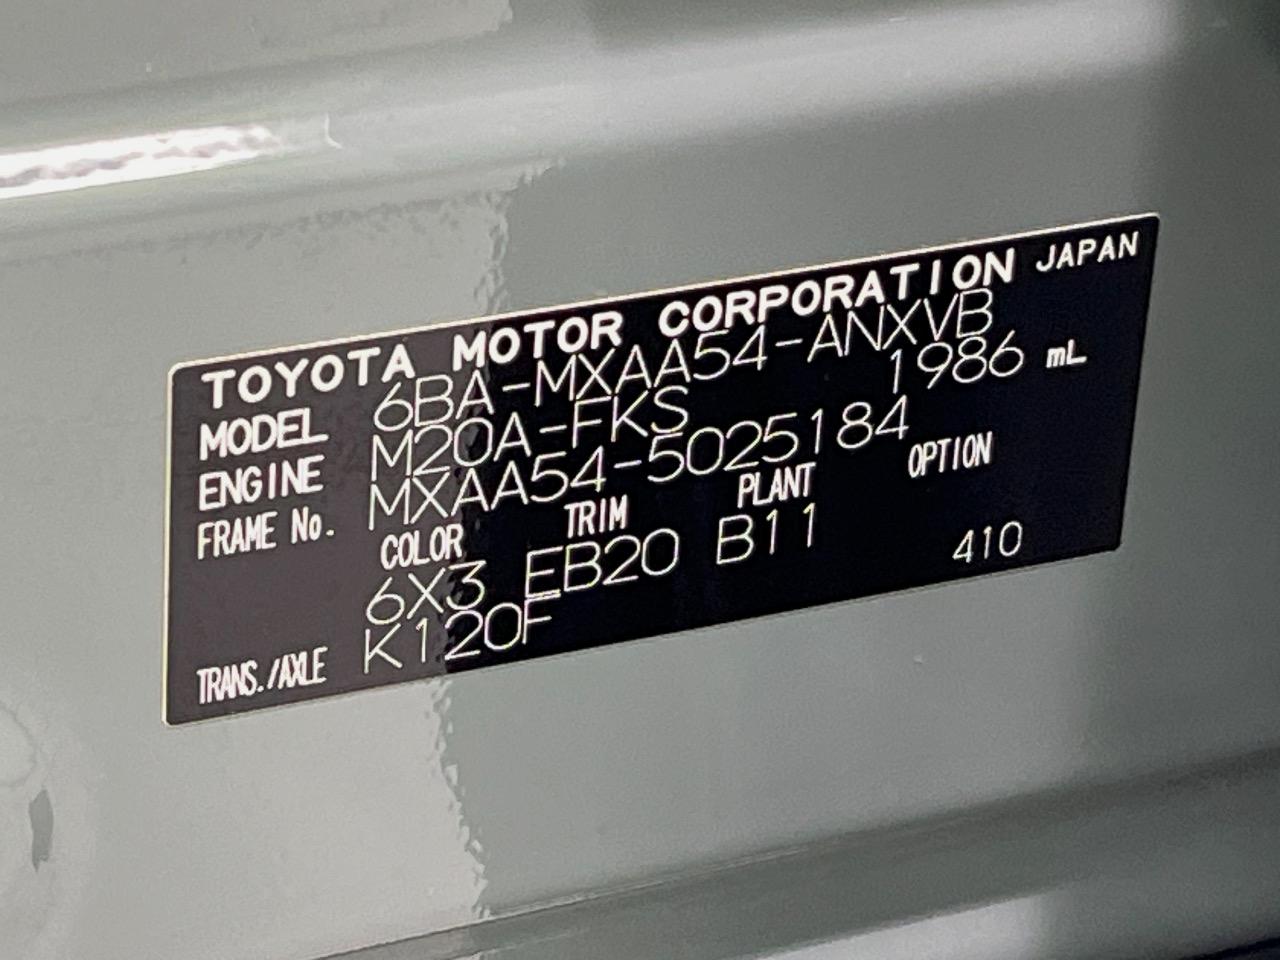 TOYOTA MOTOR CORPORATION JAPAN
MODEL 6BA-MXAA54-ANXVB
ENGINE M20A-FKS 1986 mL
FRAME No. MXAA54-5025184
COLOR TRIM PLANT OPTION
6X3 EB20 B11 410
TRANS./AXLE K120F